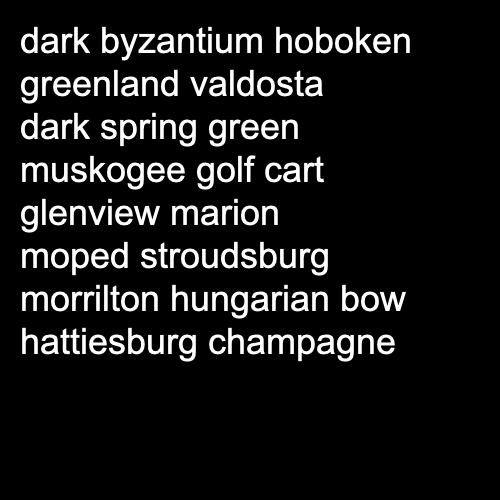 dark byzantium hoboken
greenland valdosta
dark spring green
muskogee golf cart
glenview marion
moped stroudsburg
morrilton hungarian bow
hattiesburg champagne